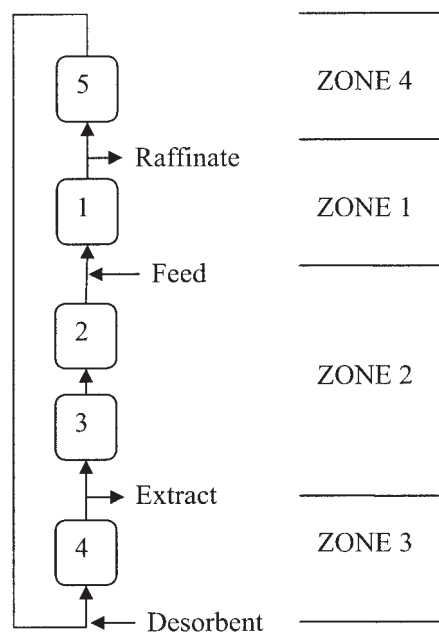 5
ZONE 4
Raffinate
1
ZONE 1
Feed
2
ZONE 2
3
Extract
4
ZONE 3
Desorbent